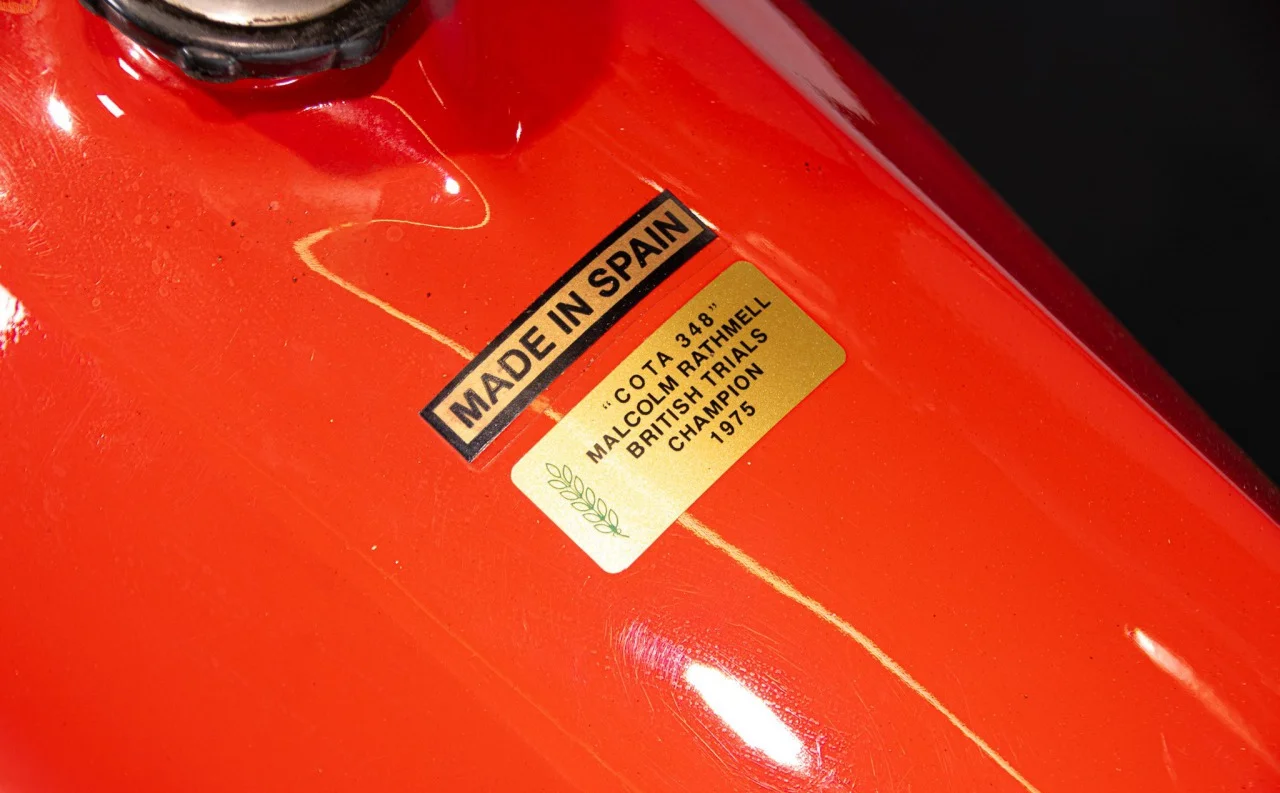 MADE IN SPAIN
“COTA 348”
MALCOLM RATHMELL
BRITISH TRIALS
CHAMPION
1975